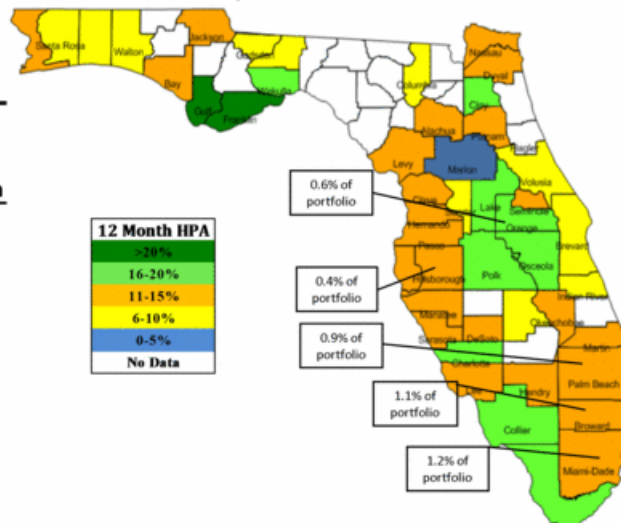 Santa Rosa
Walton
Jackson
Bay
Gulf
Franklin
Gadsden
Wakulla
Columbia
Nassau
Duval
Clay
Alachua
Putnam
Flagler
Levy
Marion
Volusia
0.6% of
portfolio
Citrus
Lake
Seminole
Orange
Hernando
Brevard
12 Month HPA
>20%
16-20%
11-15%
6-10%
0-5%
No Data
Pasco
Osceola
Polk
Hillsborough
0.4% of
portfolio
Indian River
Manatee
Okeechobee
0.9% of
portfolio
Sarasota
DeSoto
Martin
Charlotte
1.1% of
portfolio
Lee
Hendry
Palm Beach
Collier
Broward
1.2% of
portfolio
Miami-Dade